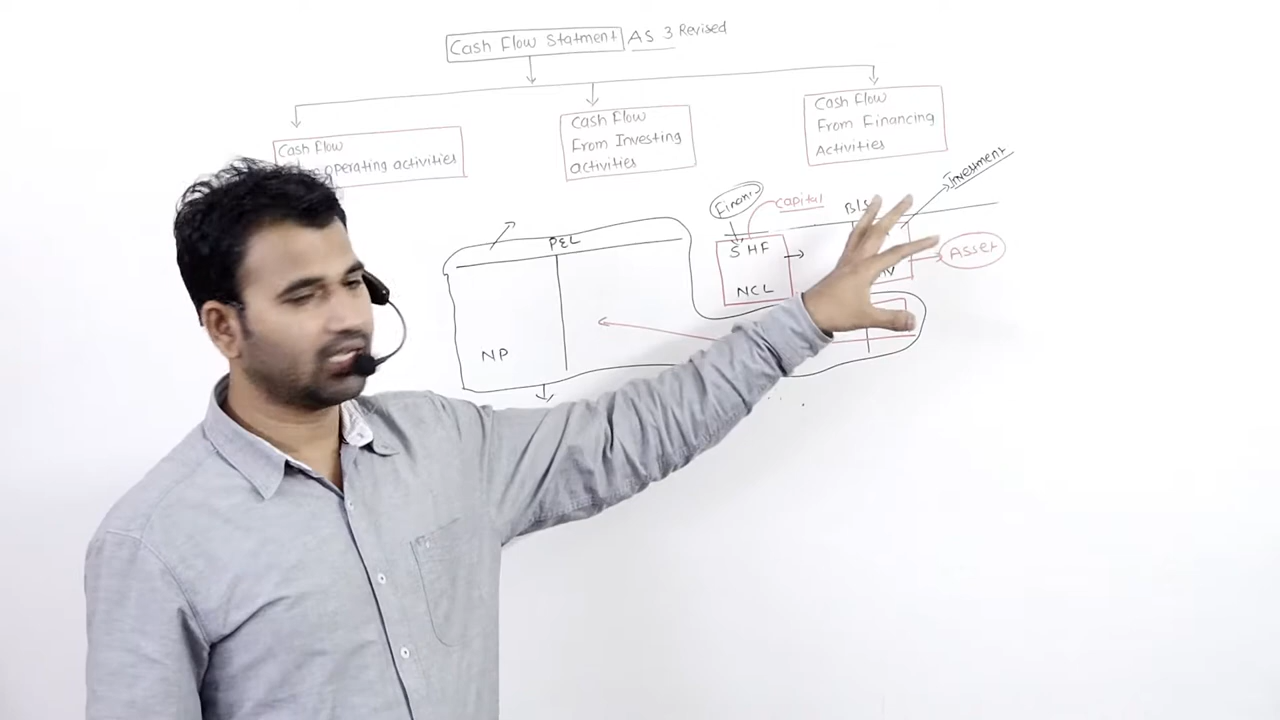 Cash Flow Statment AS 3 Revised
Cash Flow
operating activities
Cash Flow
From Investing
activities
Cash Flow
From Financing
Activities
Investment
Capital
B/S
P&L
SHF
Asset
NCL
NP